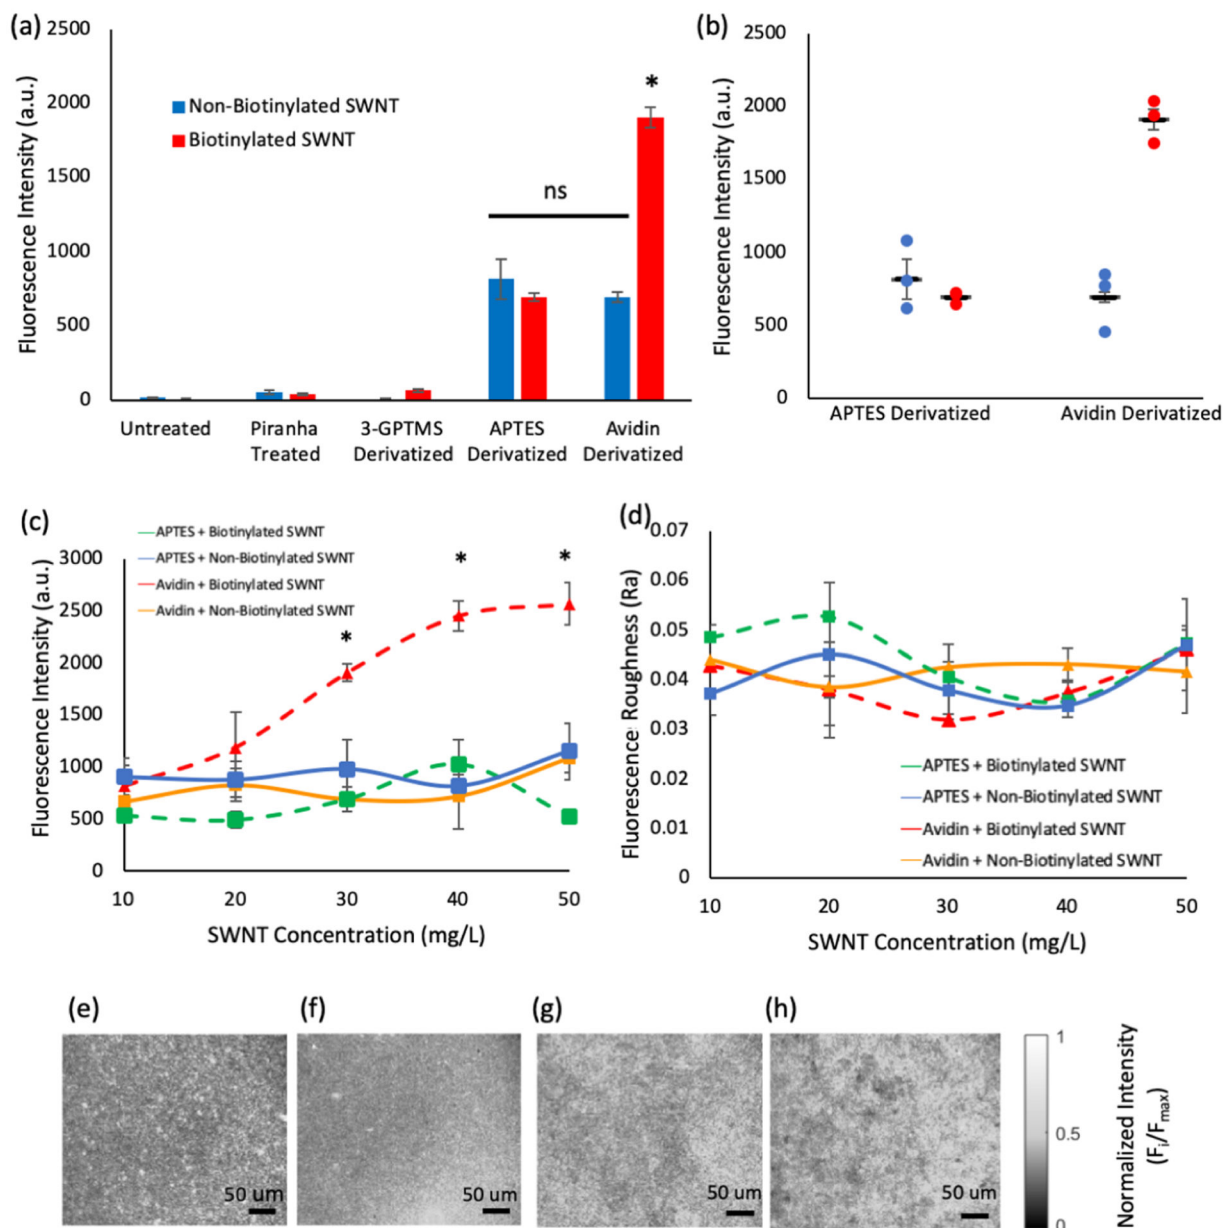 (a)
2500
2000
1500
1000
500
0
Fluorescence Intensity (a.u.)
Non-Biotinylated SWNT
Biotinylated SWNT
*
ns
Untreated
Piranha
Treated
3-GPTMS
Derivatized
APTES
Derivatized
Avidin
Derivatized
(b)
2500
2000
1500
1000
500
0
Fluorescence Intensity (a.u.)
APTES Derivatized
Avidin Derivatized
(c)
APTES + Biotinylated SWNT
APTES + Non-Biotinylated SWNT
Avidin + Biotinylated SWNT
Avidin + Non-Biotinylated SWNT
3000
2500
2000
1500
1000
500
0
Fluorescence Intensity (a.u.)
*
*
*
10 20 30 40 50
SWNT Concentration (mg/L)
(d)
0.07
0.06
0.05
0.04
0.03
0.02
0.01
0
Fluorescence Roughness (Ra)
APTES + Biotinylated SWNT
APTES + Non-Biotinylated SWNT
Avidin + Biotinylated SWNT
Avidin + Non-Biotinylated SWNT
10 20 30 40 50
SWNT Concentration (mg/L)
(e)
50 um
(f)
50 um
(g)
50 um
(h)
50 um
1
0.5
0
Normalized Intensity
(Fi/Fmax)